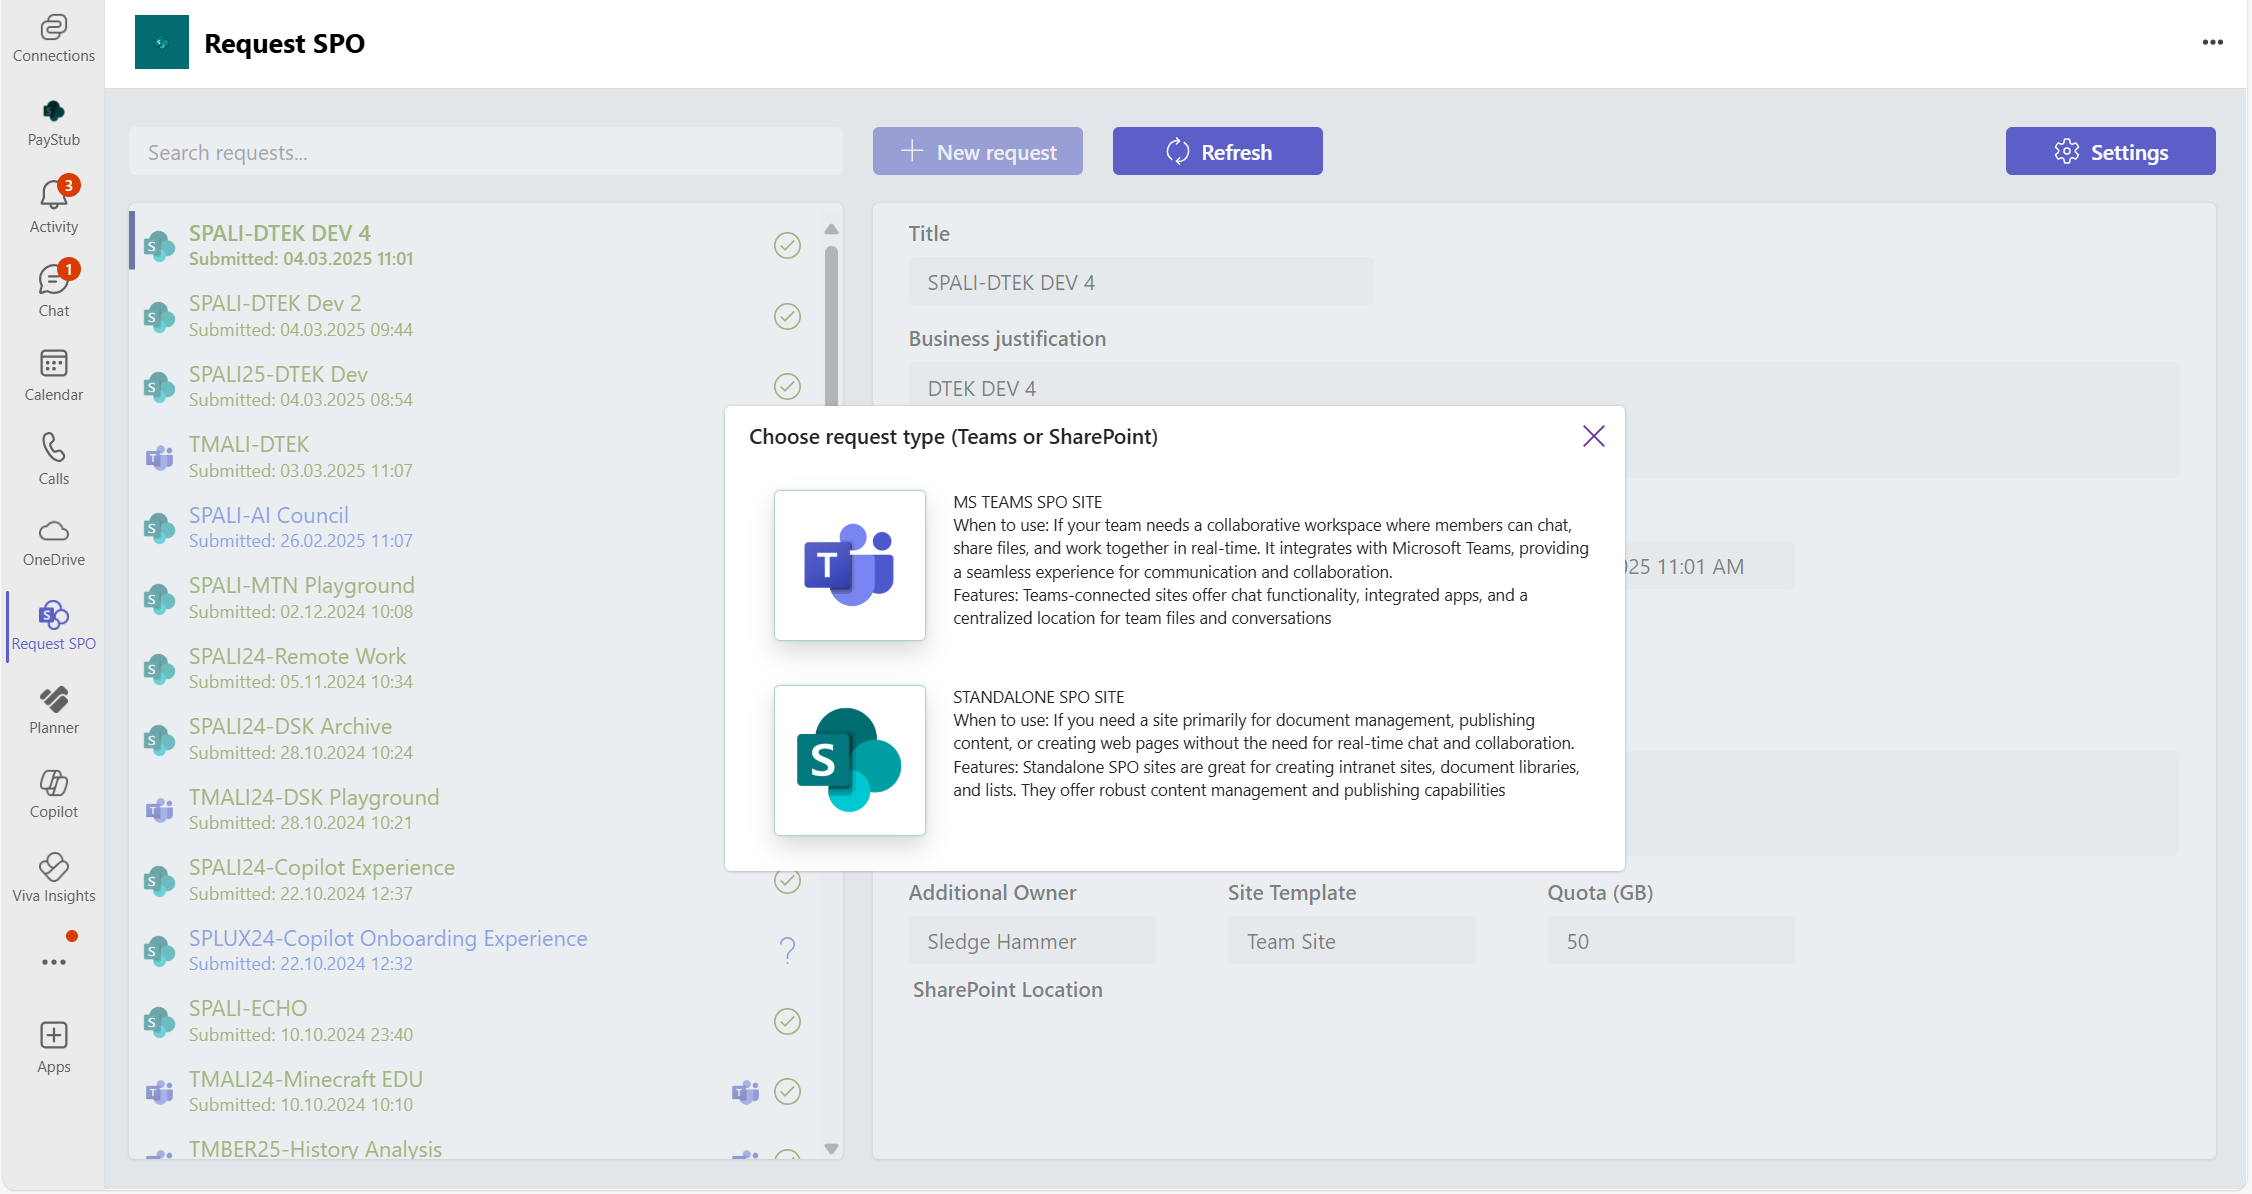 Connections
PayStub
3
Activity
1
Chat
Calendar
Calls
OneDrive
Request SPO
Planner
Copilot
Viva Insights
Apps
Request SPO
Search requests...
New request
Refresh
Settings
SPALI-DTEK DEV 4
Submitted: 04.03.2025 11:01
SPALI-DTEK Dev 2
Submitted: 04.03.2025 09:44
SPALI25-DTEK Dev
Submitted: 04.03.2025 08:54
TMALI-DTEK
Submitted: 03.03.2025 11:07
SPALI-AI Council
Submitted: 26.02.2025 11:07
SPALI-MTN Playground
Submitted: 02.12.2024 10:08
SPALI24-Remote Work
Submitted: 05.11.2024 10:34
SPALI24-DSK Archive
Submitted: 28.10.2024 10:24
TMALI24-DSK Playground
Submitted: 28.10.2024 10:21
SPALI24-Copilot Experience
Submitted: 22.10.2024 12:37
SPLUX24-Copilot Onboarding Experience
Submitted: 22.10.2024 12:32
SPALI-ECHO
Submitted: 10.10.2024 23:40
TMALI24-Minecraft EDU
Submitted: 10.10.2024 10:10
TMBER25-History Analysis
Title
SPALI-DTEK DEV 4
Business justification
DTEK DEV 4
025 11:01 AM
Choose request type (Teams or SharePoint)
T
MS TEAMS SPO SITE
When to use: If your team needs a collaborative workspace where members can chat,
share files, and work together in real-time. It integrates with Microsoft Teams, providing
a seamless experience for communication and collaboration.
Features: Teams-connected sites offer chat functionality, integrated apps, and a
centralized location for team files and conversations
S
STANDALONE SPO SITE
When to use: If you need a site primarily for document management, publishing
content, or creating web pages without the need for real-time chat and collaboration.
Features: Standalone SPO sites are great for creating intranet sites, document libraries,
and lists. They offer robust content management and publishing capabilities
Additional Owner
Site Template
Quota (GB)
Sledge Hammer
Team Site
50
SharePoint Location